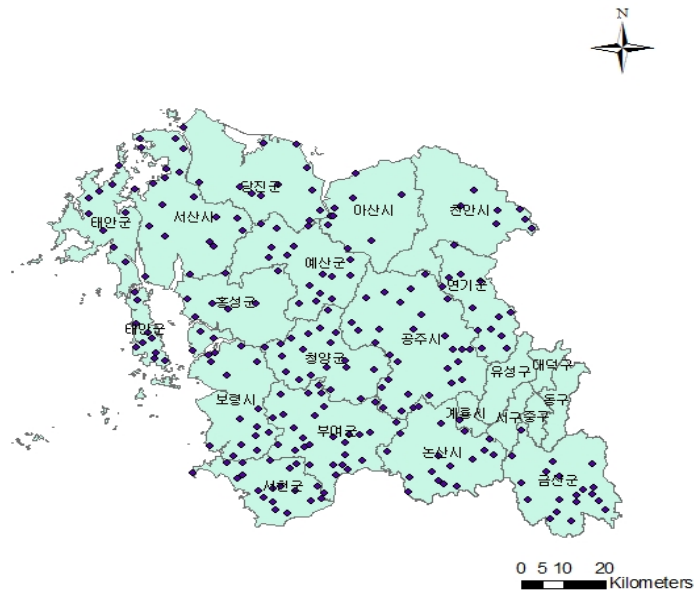 N
당진군
아산시
천안시
서산시
태안군
예산군
연기군
홍성군
태안군
공주시
청양군
유성구
대덕구
보령시
동구
계룡시
서구
중구
부여군
논산시
금산군
서천군
0 5 10 20
Kilometers